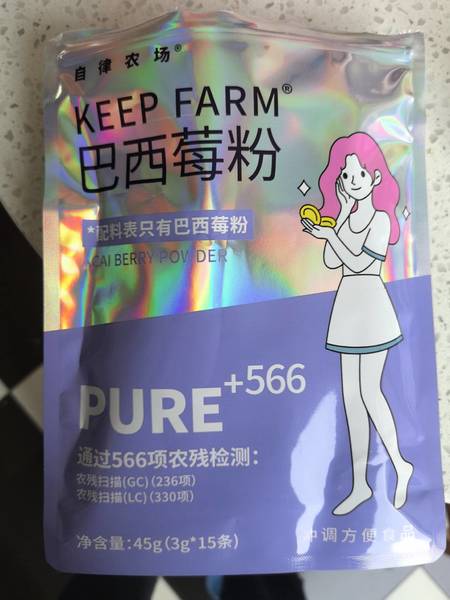 自律农场®
KEEP FARM®
巴西莓粉
*配料表只有巴西莓粉
ACAI BERRY POWDER
PURE+566
通过566项农残检测：
农残扫描(GC)(236项)
农残扫描(LC)(330项)
净含量：45g(3g*15条)
冲调方便食品